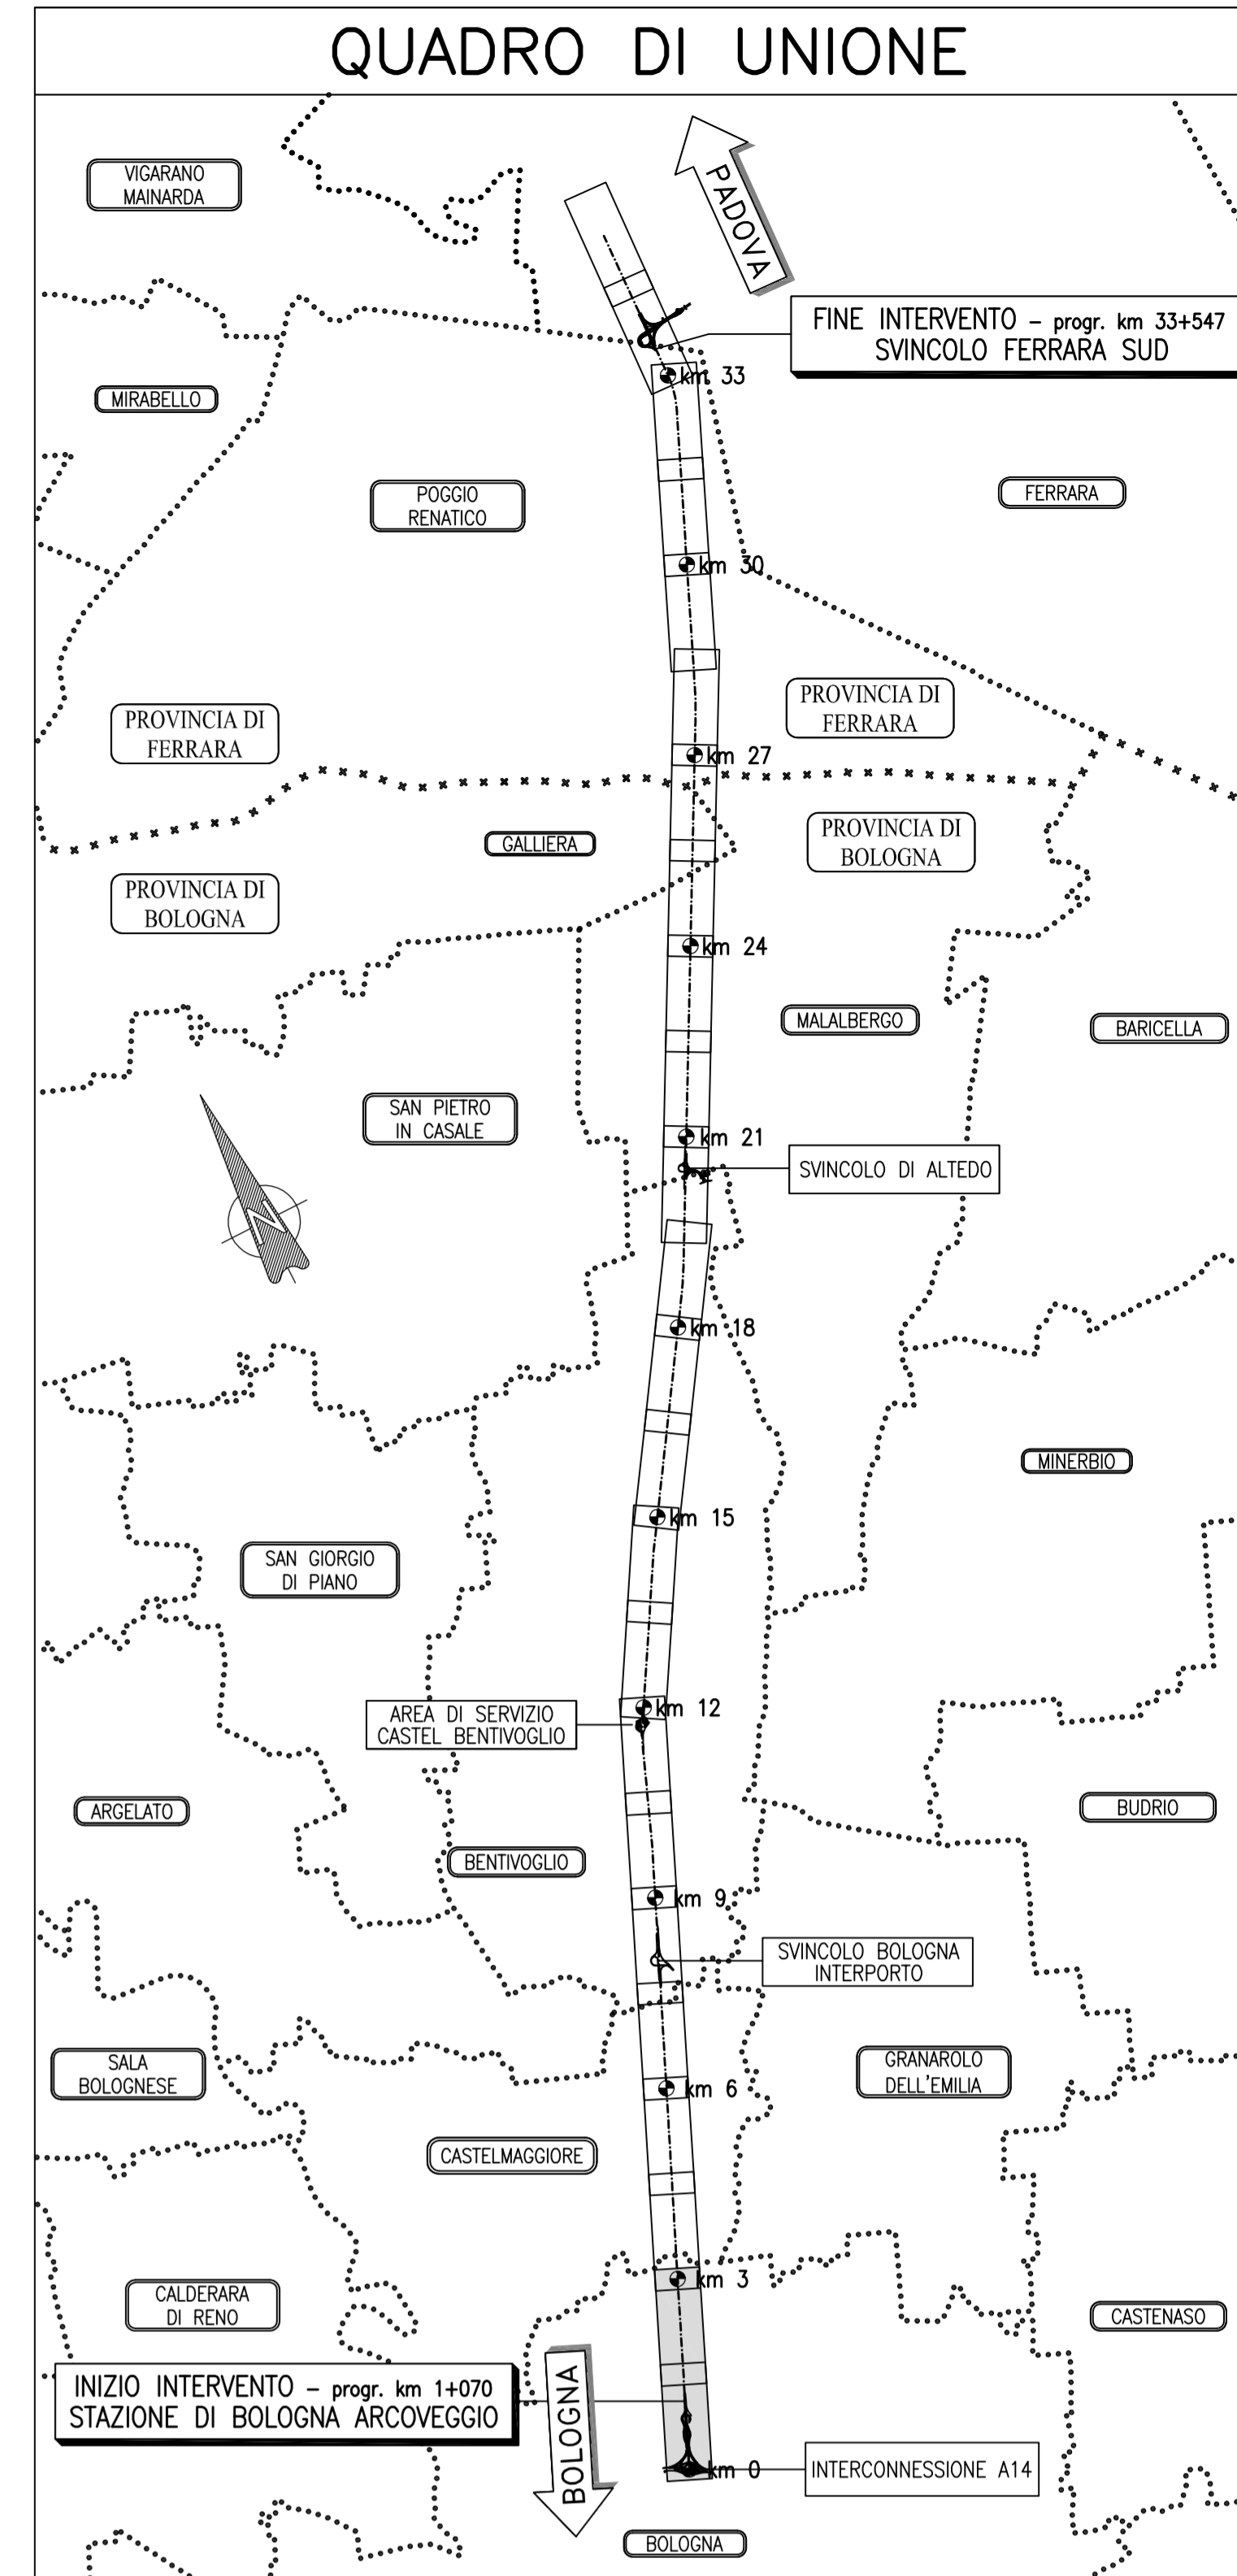 QUADRO DI UNIONE
VIGARANO
MAINARDA
PADOVA
FINE INTERVENTO - progr. km 33+547
SVINCOLO FERRARA SUD
km 33
MIRABELLO
POGGIO
RENATICO
FERRARA
km 30
PROVINCIA DI
FERRARA
PROVINCIA DI
FERRARA
km 27
GALLIERA
PROVINCIA DI
BOLOGNA
PROVINCIA DI
BOLOGNA
km 24
MALALBERGO
BARICELLA
SAN PIETRO
IN CASALE
km 21
SVINCOLO DI ALTEDO
N
km 18
MINERBIO
km 15
SAN GIORGIO
DI PIANO
km 12
AREA DI SERVIZIO
CASTEL BENTIVOGLIO
ARGELATO
BUDRIO
BENTIVOGLIO
km 9
SVINCOLO BOLOGNA
INTERPORTO
SALA
BOLOGNESE
GRANAROLO
DELL'EMILIA
km 6
CASTELMAGGIORE
km 3
CALDERARA
DI RENO
CASTENASO
INIZIO INTERVENTO - progr. km 1+070
STAZIONE DI BOLOGNA ARCOVEGGIO
BOLOGNA
km 0
INTERCONNESSIONE A14
BOLOGNA